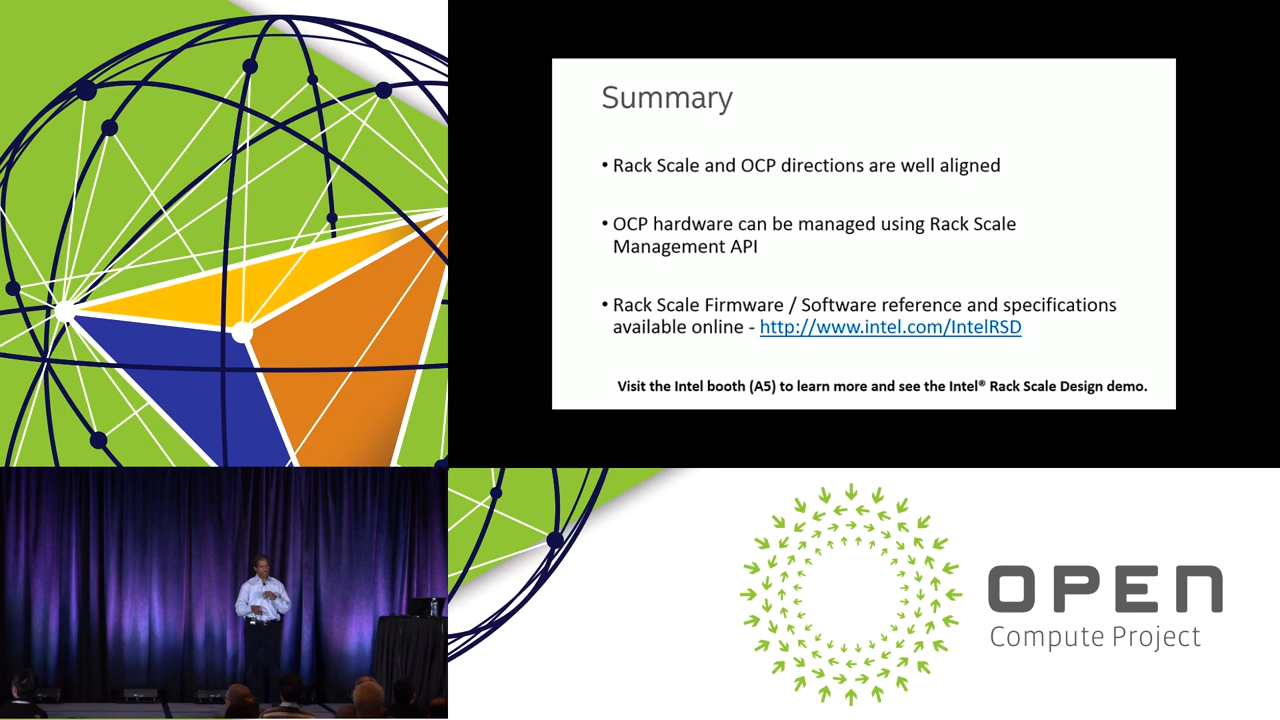 Summary
• Rack Scale and OCP directions are well aligned
• OCP hardware can be managed using Rack Scale
Management API
• Rack Scale Firmware / Software reference and specifications
available online - http://www.intel.com/IntelRSD
Visit the Intel booth (A5) to learn more and see the Intel® Rack Scale Design demo.
OPEN
Compute Project